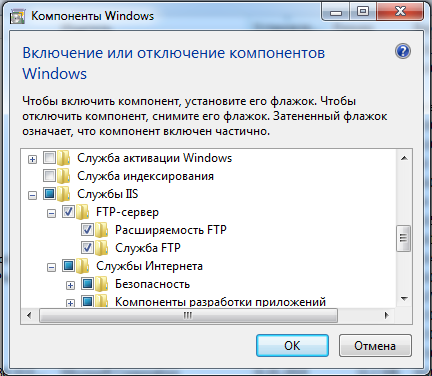 Компоненты Windows
Включение или отключение компонентов
Windows
Чтобы включить компонент, установите его флажок. Чтобы
отключить компонент, снимите его флажок. Затененный флажок
означает, что компонент включен частично.
Служба активации Windows
Служба индексирования
Службы IIS
FTP-сервер
Расширяемость FTP
Служба FTP
Службы Интернета
Безопасность
Компоненты разработки приложений
ОК
Отмена